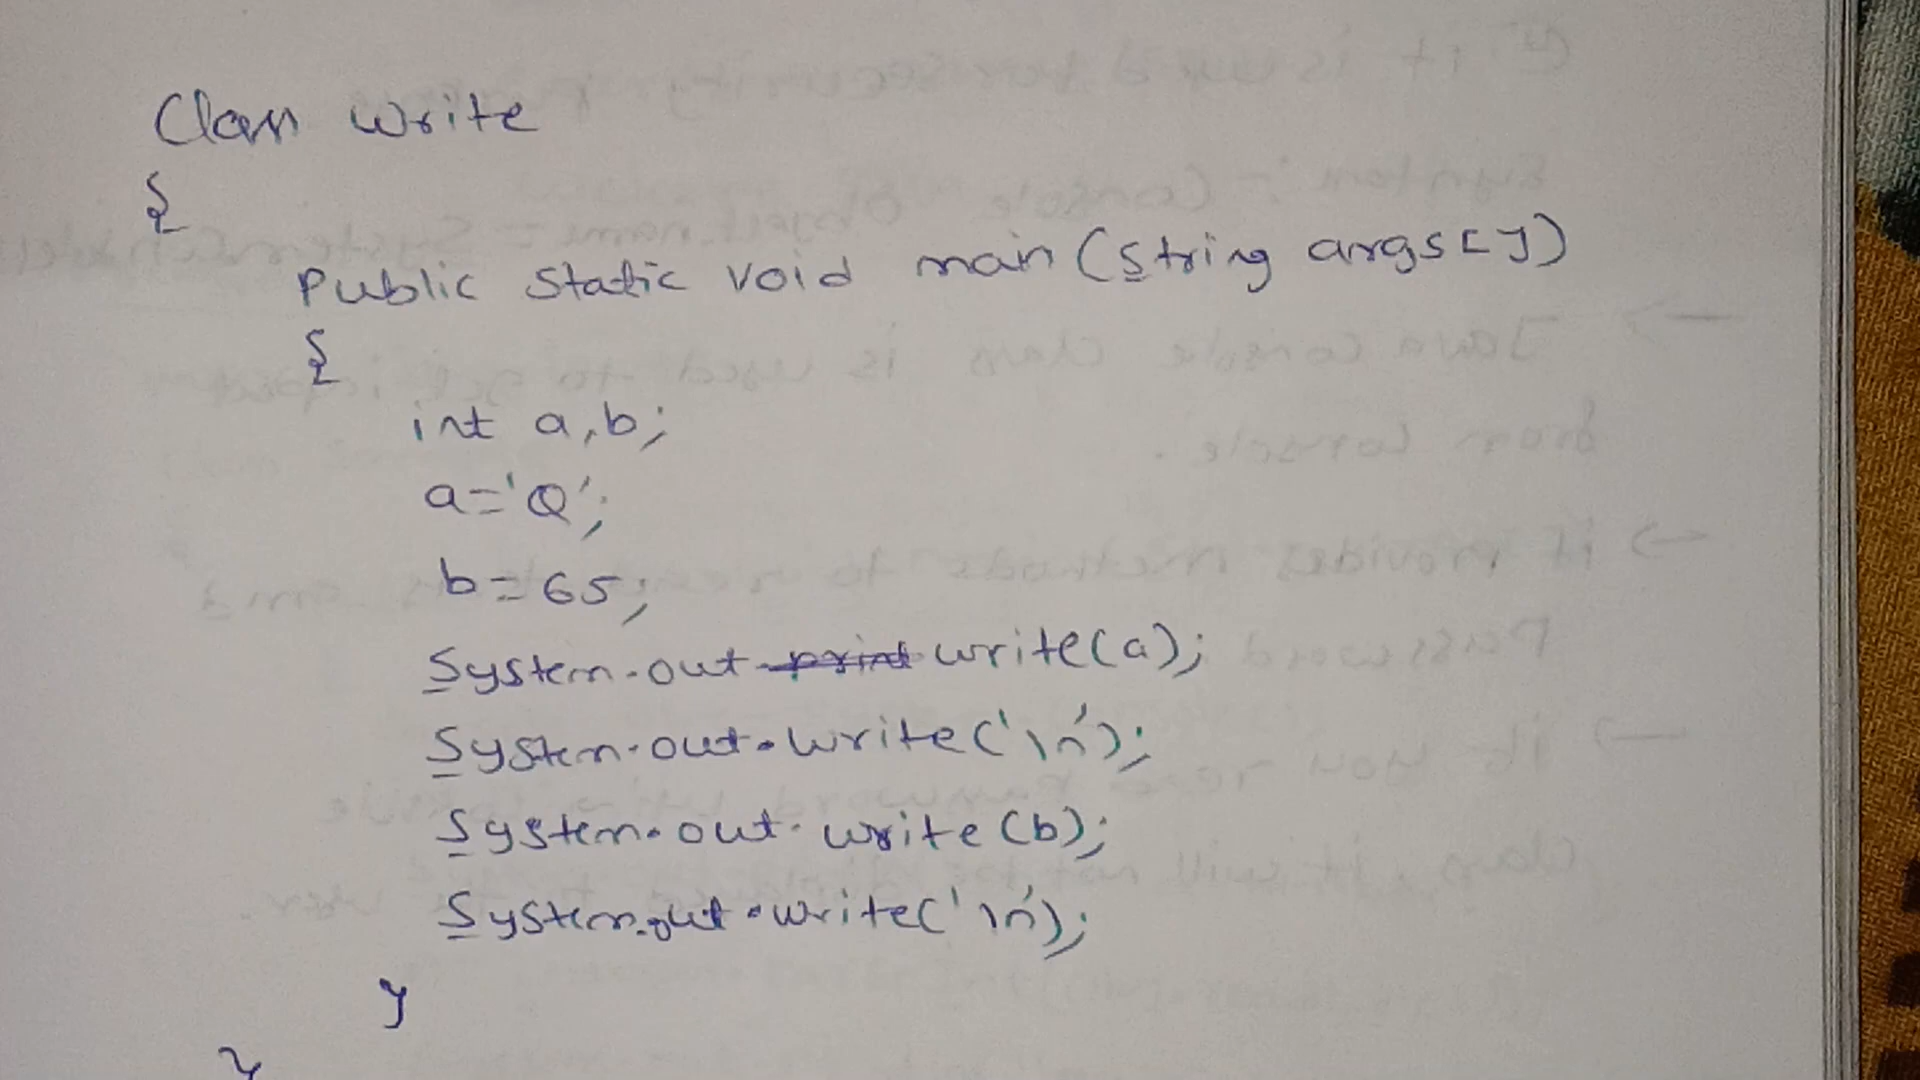 Class Write
{
Public static void main (String args[])
{
int a,b;
a='Q';
b=65;
System.out.print write(a);
System.out.write('\n');
System.out.write(b);
System.out.write('\n');
}
}